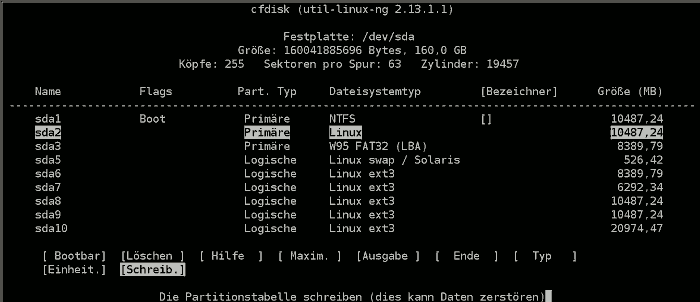 cfdisk (util-linux-ng 2.13.1.1)
Festplatte: /dev/sda
Größe: 160041885696 Bytes, 160,0 GB
Köpfe: 255 Sektoren pro Spur: 63 Zylinder: 19457
Name Flags Part. Typ Dateisystemtyp [Bezeichner] Größe (MB)
sda1 Boot Primäre NTFS [] 10487,24
sda2 Primäre Linux 10487,24
sda3 Primäre W95 FAT32 (LBA) 8389,79
sda5 Logische Linux swap / Solaris 526,42
sda6 Logische Linux ext3 8389,79
sda7 Logische Linux ext3 6292,34
sda8 Logische Linux ext3 10487,24
sda9 Logische Linux ext3 10487,24
sda10 Logische Linux ext3 20974,47
[ Bootbar] [Löschen ] [ Hilfe ] [ Maxim. ] [Ausgabe ] [ Ende ] [ Typ ]
[Einheit.] [Schreib.]
Die Partitionstabelle schreiben (dies kann Daten zerstören)